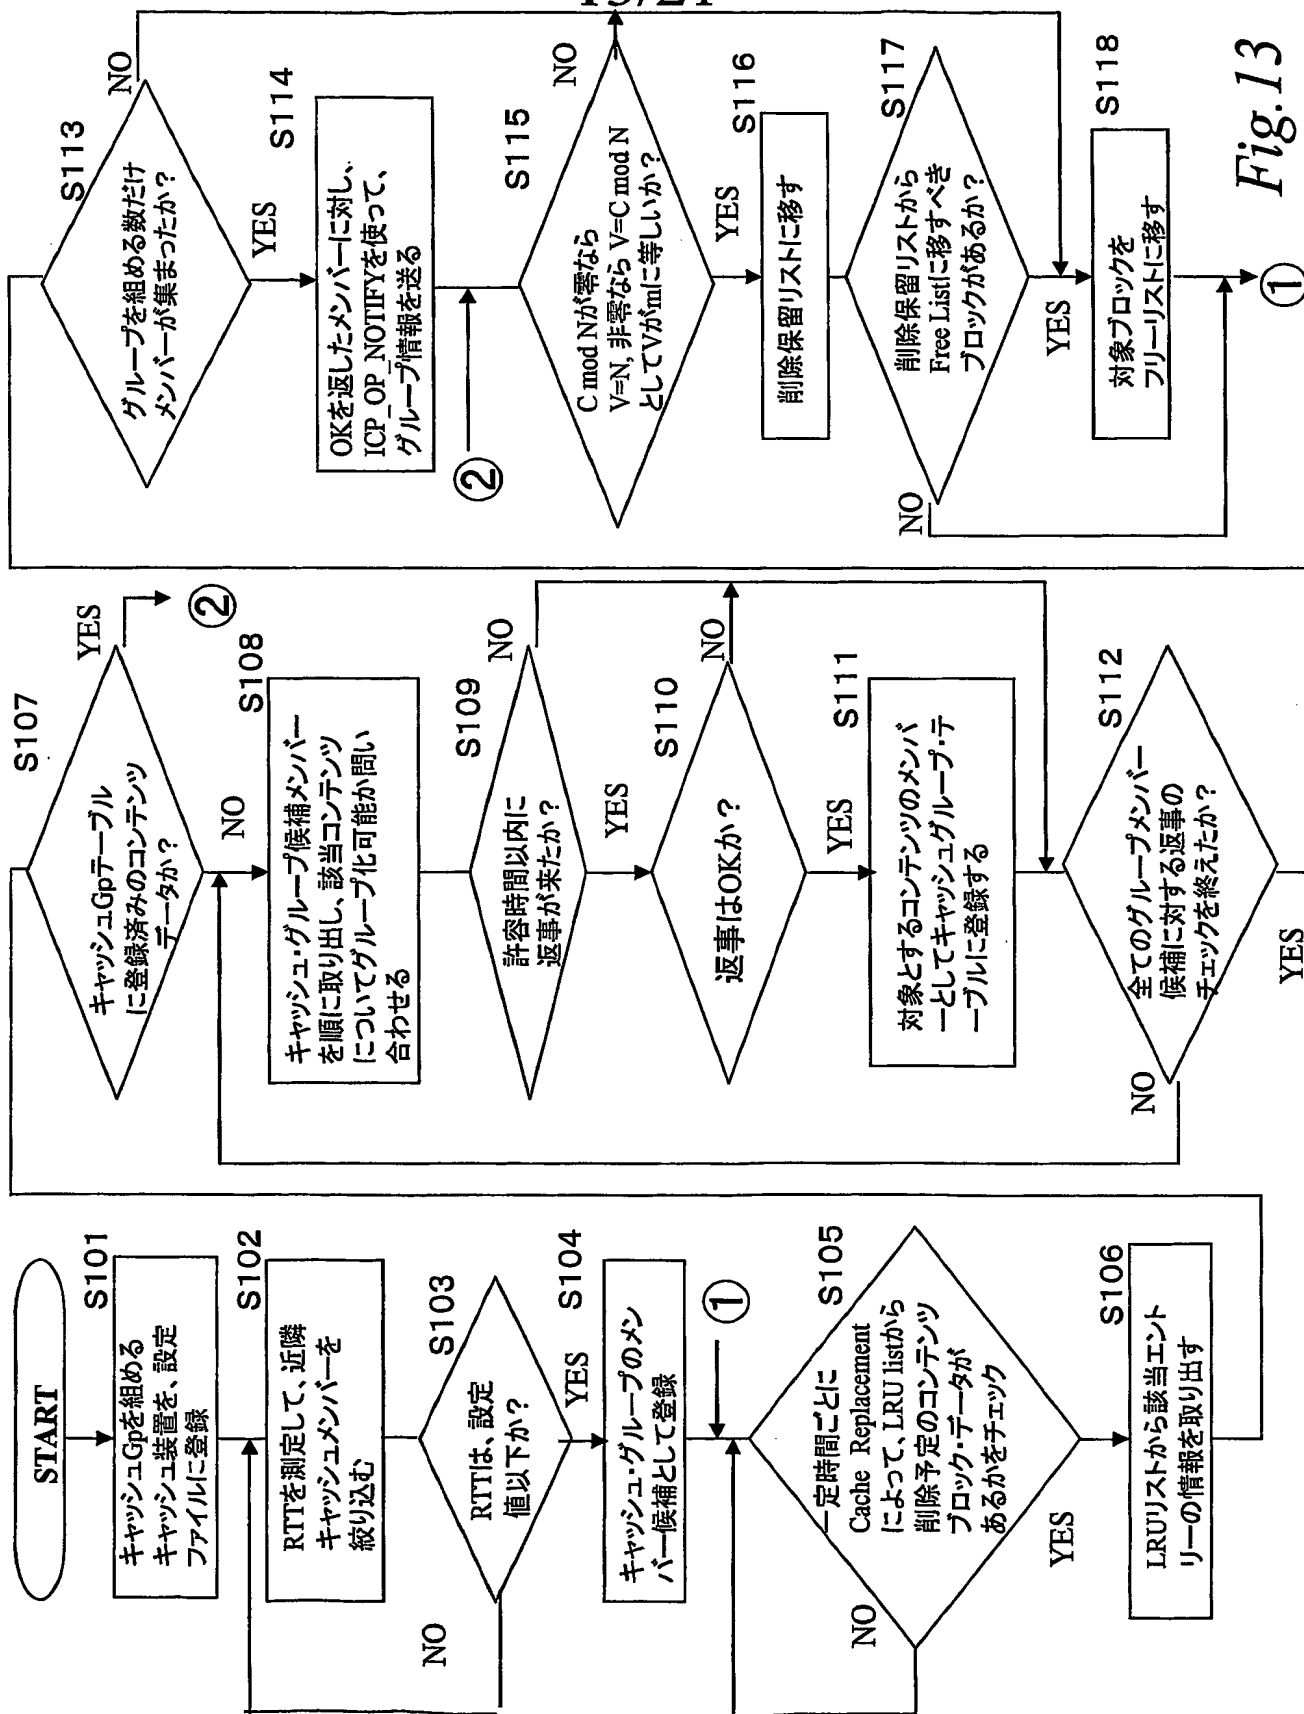 START
S101
キャッシュGpを組める
キャッシュ装置を、設定
ファイルに登録
S102
RTTを測定して、近隣
キャッシュメンバーを
絞り込む
S103
RTTは、設定
値以下か?
NO
YES
S104
キャッシュ・グループのメン
バー候補として登録
①
S105
一定時間ごとに
Cache Replacement
によって、LRU listから
削除予定のコンテンツ
ブロック・データが
あるかをチェック
NO
YES
S106
LRUリストから該当エント
リーの情報を取り出す
S107
キャッシュGpテーブル
に登録済みのコンテンツ
データか?
YES
②
NO
S108
キャッシュ・グループ候補メンバー
を順に取り出し、該当コンテンツ
についてグループ化可能か問い
合わせる
S109
許容時間以内に
返事が来たか?
NO
YES
S110
返事はOKか?
NO
YES
S111
対象とするコンテンツのメンバ
ーとしてキャッシュグループ・テ
ーブルに登録する
S112
全てのグループメンバー
候補に対する返事の
チェックを終えたか?
NO
YES
S113
グループを組める数だけ
メンバーが集まったか?
NO
YES
S114
OKを返したメンバーに対し、
ICP_OP_NOTIFYを使って、
グループ情報を送る
②
S115
C mod Nが零なら
V=N, 非零なら V=C mod N
としてVがmに等しいか?
NO
YES
S116
削除保留リストに移す
S117
削除保留リストから
Free Listに移すべき
ブロックがあるか?
NO
YES
S118
対象ブロックを
フリーリストに移す
①
Fig.13